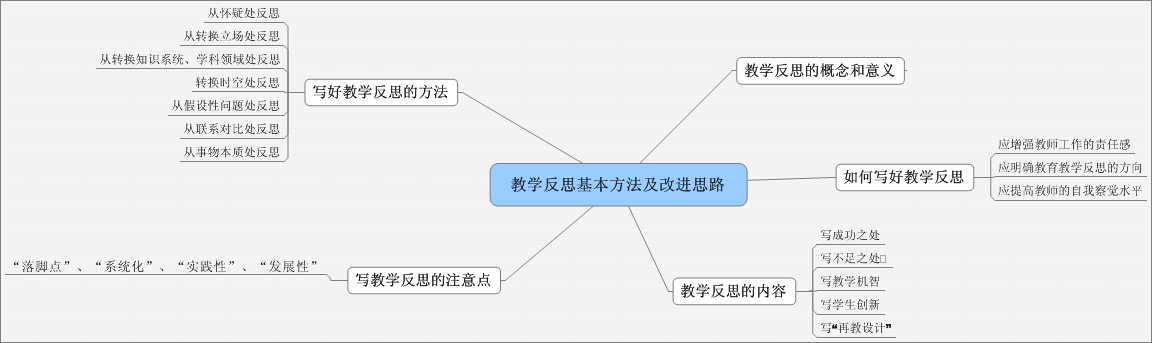 教学反思基本方法及改进思路
教学反思的概念和意义
如何写好教学反思
应增强教师工作的责任感
应明确教育教学反思的方向
应提高教师的自我察觉水平
教学反思的内容
写成功之处
写不足之处□
写教学机智
写学生创新
写“再教设计”
写教学反思的注意点
“落脚点”、“系统化”、“实践性”、“发展性”
写好教学反思的方法
从怀疑处反思
从转换立场处反思
从转换知识系统、学科领域处反思
转换时空处反思
从假设性问题处反思
从联系对比处反思
从事物本质处反思